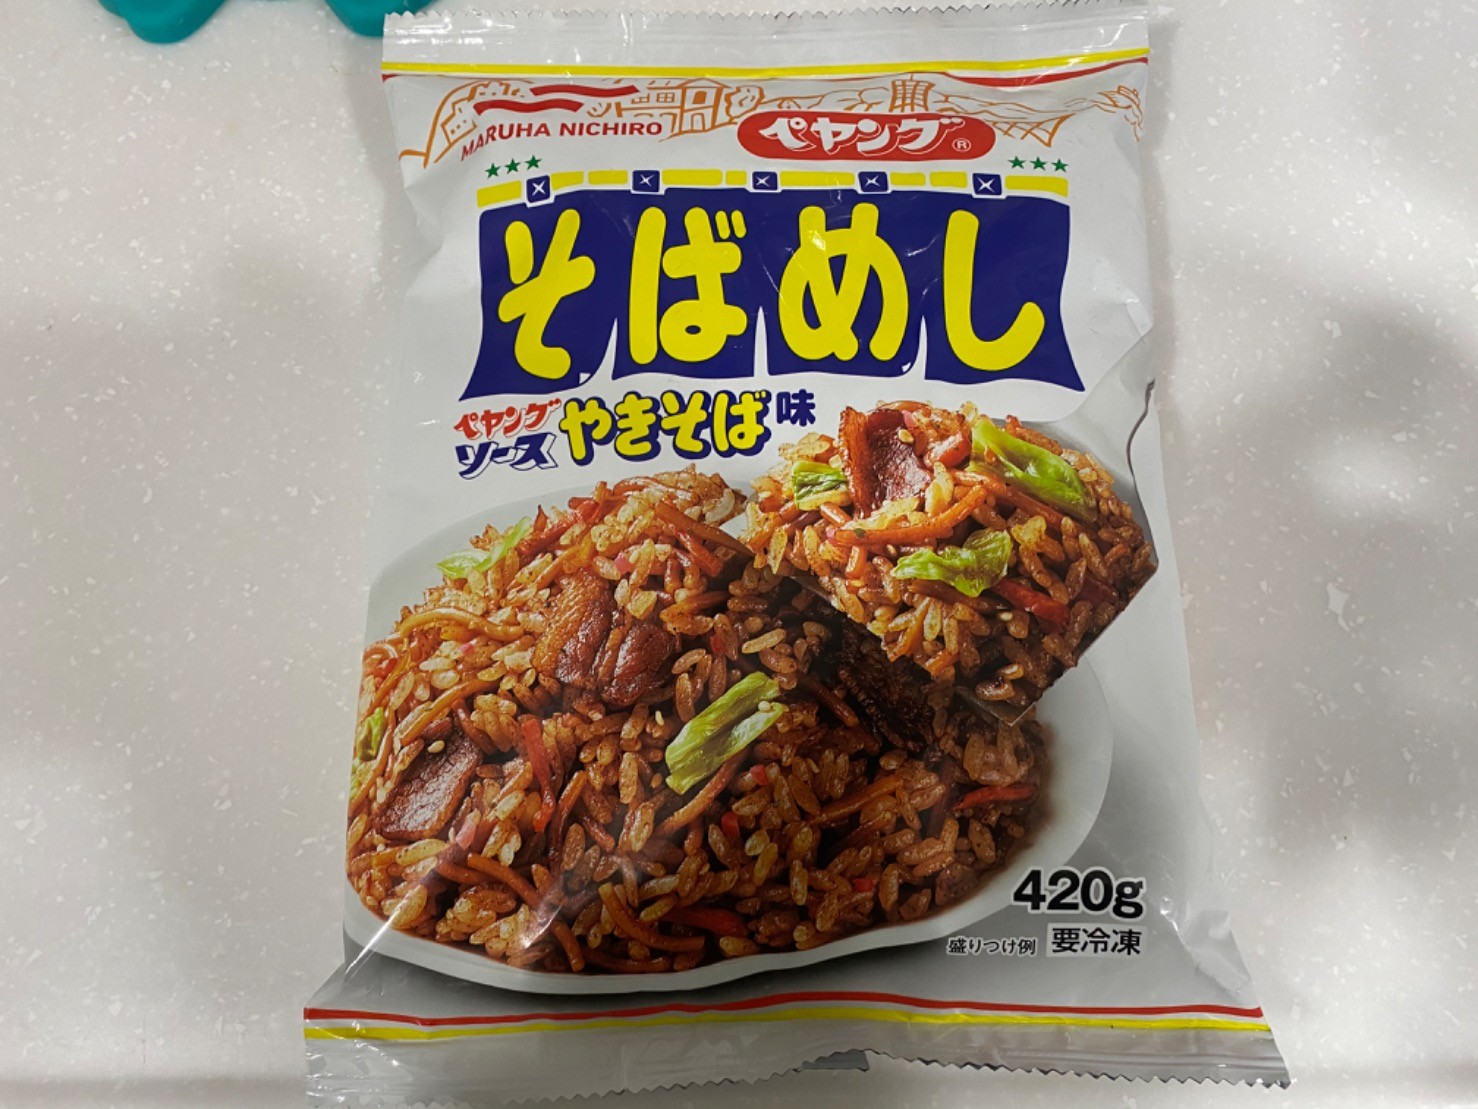 MARUHA NICHIRO
ペヤング®
そばめし
ペヤング
ソース
やきそば味
420g
盛りつけ例 要冷凍